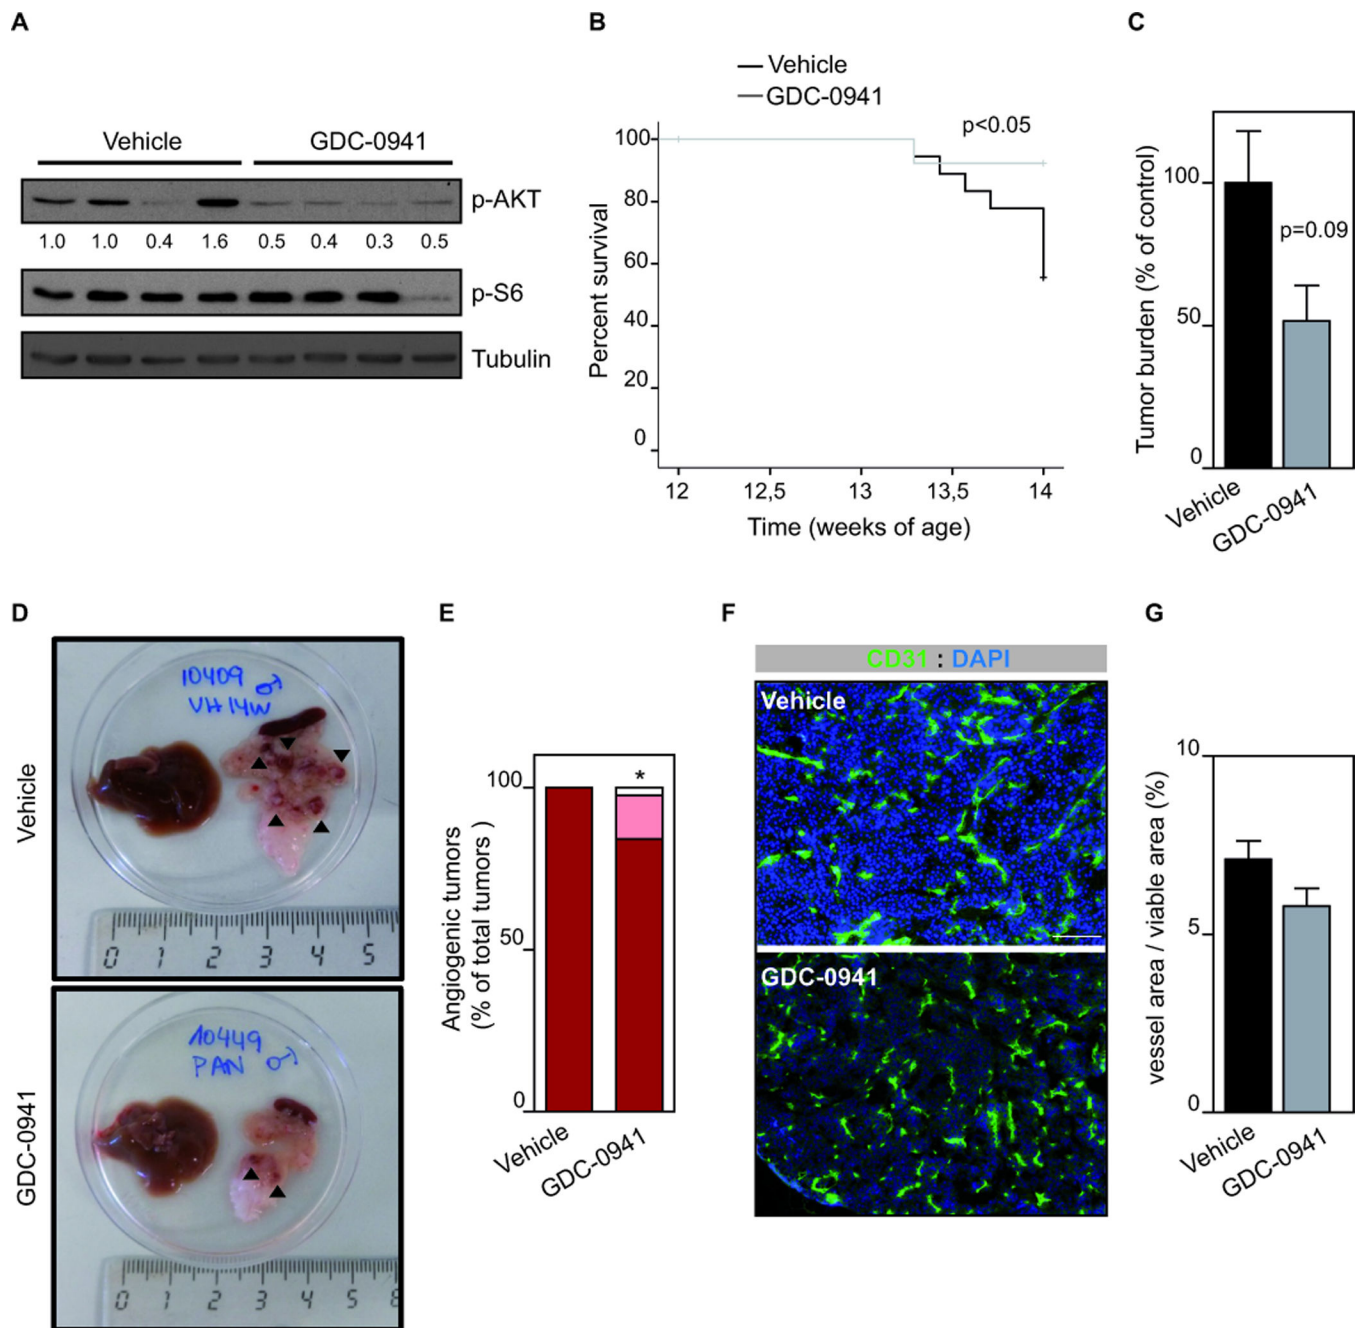 A
Vehicle GDC-0941
p-AKT
1.0 1.0 0.4 1.6 0.5 0.4 0.3 0.5
p-S6
Tubulin
B
Vehicle
GDC-0941
p<0.05
Percent survival
100
80
60
40
20
0
12 12,5 13 13,5 14
Time (weeks of age)
C
Tumor burden (% of control)
100
50
0
p=0.09
Vehicle
GDC-0941
D
Vehicle
10409 ♂
VH14W
0 1 2 3 4 5
GDC-0941
10449
PAN ♂
0 1 2 3 4 5 6
E
Angiogenic tumors
(% of total tumors )
100
50
0
*
Vehicle
GDC-0941
F
CD31 : DAPI
Vehicle
GDC-0941
G
vessel area / viable area (%)
10
5
0
Vehicle
GDC-0941